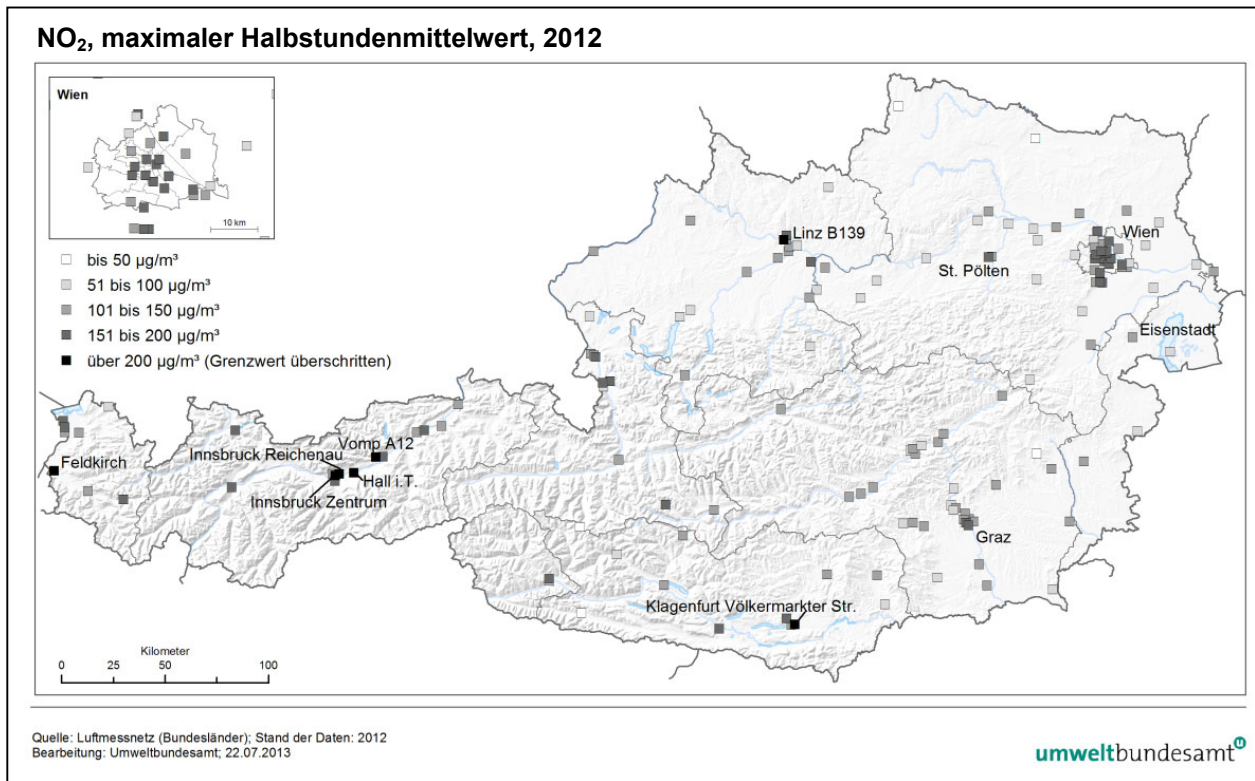 NO₂, maximaler Halbstundenmittelwert, 2012
Wien
10 km
bis 50 µg/m³
51 bis 100 µg/m³
101 bis 150 µg/m³
151 bis 200 µg/m³
über 200 µg/m³ (Grenzwert überschritten)
Linz B139
Wien
St. Pölten
Eisenstadt
Vomp A12
Innsbruck Reichenau
Feldkirch
Hall i.T.
Innsbruck Zentrum
Graz
Klagenfurt Völkermarkter Str.
Kilometer
0 25 50 100
Quelle: Luftmessnetz (Bundesländer); Stand der Daten: 2012
Bearbeitung: Umweltbundesamt; 22.07.2013
umweltbundesamt